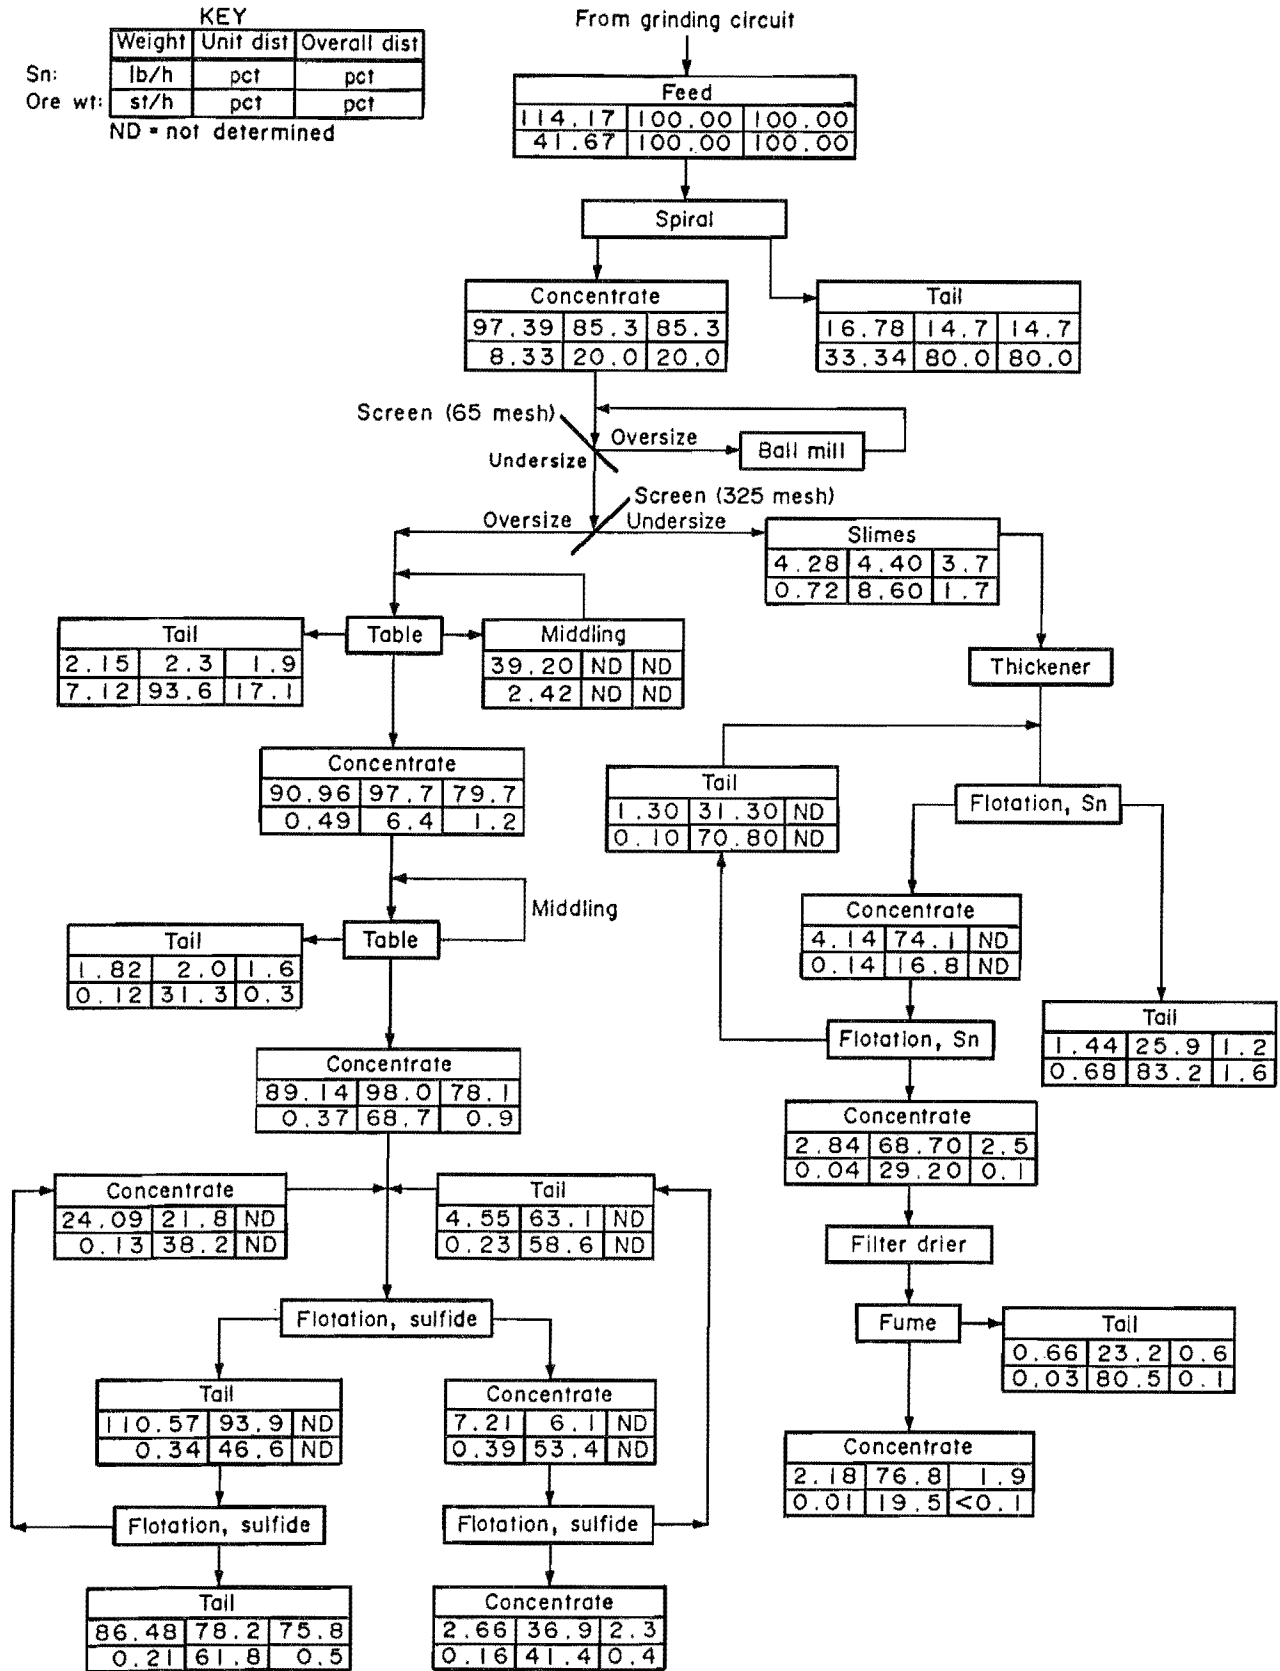 KEY
Weight Unit dist Overall dist
Sn: lb/h pct pct
Ore wt: st/h pct pct
ND = not determined
From grinding circuit
Feed
114.17 100.00 100.00
41.67 100.00 100.00
Spiral
Concentrate
97.39 85.3 85.3
8.33 20.0 20.0
Tail
16.78 14.7 14.7
33.34 80.0 80.0
Screen (65 mesh)
Oversize
Ball mill
Undersize
Screen (325 mesh)
Oversize
Undersize
Slimes
4.28 4.40 3.7
0.72 8.60 1.7
Tail
2.15 2.3 1.9
7.12 93.6 17.1
Table
Middling
39.20 ND ND
2.42 ND ND
Thickener
Concentrate
90.96 97.7 79.7
0.49 6.4 1.2
Tail
1.30 31.30 ND
0.10 70.80 ND
Flotation, Sn
Middling
Tail
1.82 2.0 1.6
0.12 31.3 0.3
Table
Concentrate
4.14 74.1 ND
0.14 16.8 ND
Flotation, Sn
Tail
1.44 25.9 1.2
0.68 83.2 1.6
Concentrate
89.14 98.0 78.1
0.37 68.7 0.9
Concentrate
2.84 68.70 2.5
0.04 29.20 0.1
Concentrate
24.09 21.8 ND
0.13 38.2 ND
Tail
4.55 63.1 ND
0.23 58.6 ND
Filter drier
Flotation, sulfide
Fume
Tail
0.66 23.2 0.6
0.03 80.5 0.1
Tail
110.57 93.9 ND
0.34 46.6 ND
Concentrate
7.21 6.1 ND
0.39 53.4 ND
Concentrate
2.18 76.8 1.9
0.01 19.5 <0.1
Flotation, sulfide
Flotation, sulfide
Tail
86.48 78.2 75.8
0.21 61.8 0.5
Concentrate
2.66 36.9 2.3
0.16 41.4 0.4